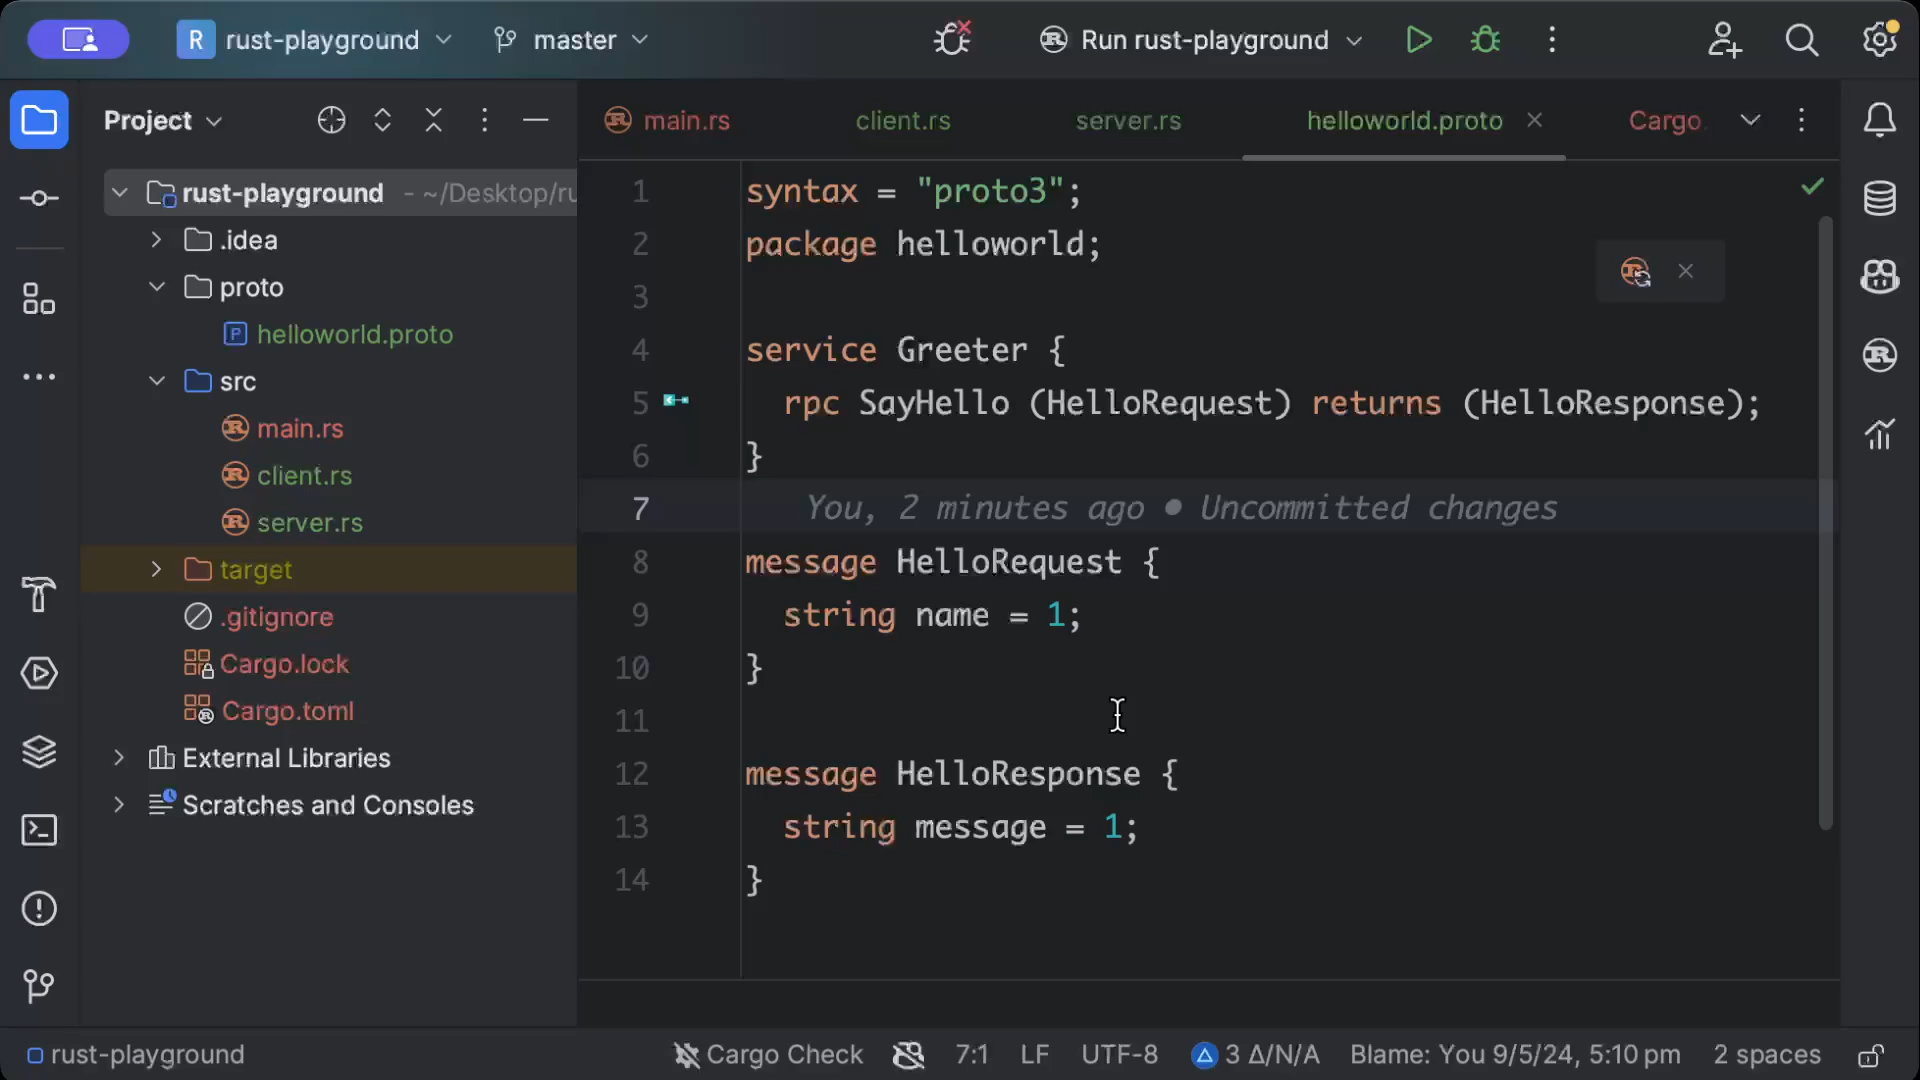 R rust-playground master Run rust-playground
Project
main.rs client.rs server.rs helloworld.proto Cargo.
rust-playground - ~/Desktop/ru
.idea
proto
helloworld.proto
src
main.rs
client.rs
server.rs
target
.gitignore
Cargo.lock
Cargo.toml
External Libraries
Scratches and Consoles
1 syntax = "proto3";
2 package helloworld;
3
4 service Greeter {
5 rpc SayHello (HelloRequest) returns (HelloResponse);
6 }
7 You, 2 minutes ago • Uncommitted changes
8 message HelloRequest {
9 string name = 1;
10 }
11
12 message HelloResponse {
13 string message = 1;
14 }
rust-playground Cargo Check 7:1 LF UTF-8 3 Δ/N/A Blame: You 9/5/24, 5:10 pm 2 spaces